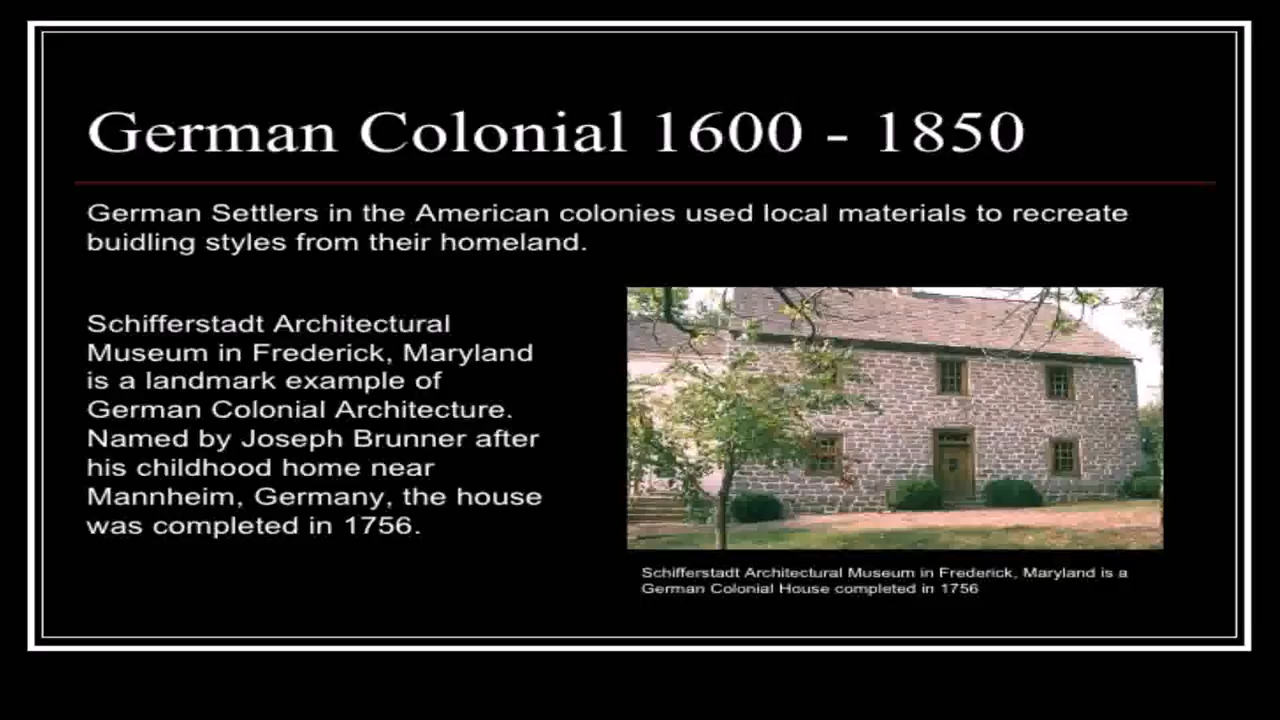 German Colonial 1600 - 1850
German Settlers in the American colonies used local materials to recreate
buidling styles from their homeland.
Schifferstadt Architectural
Museum in Frederick, Maryland
is a landmark example of
German Colonial Architecture.
Named by Joseph Brunner after
his childhood home near
Mannheim, Germany, the house
was completed in 1756.
Schifferstadt Architectural Museum in Frederick, Maryland is a
German Colonial House completed in 1756